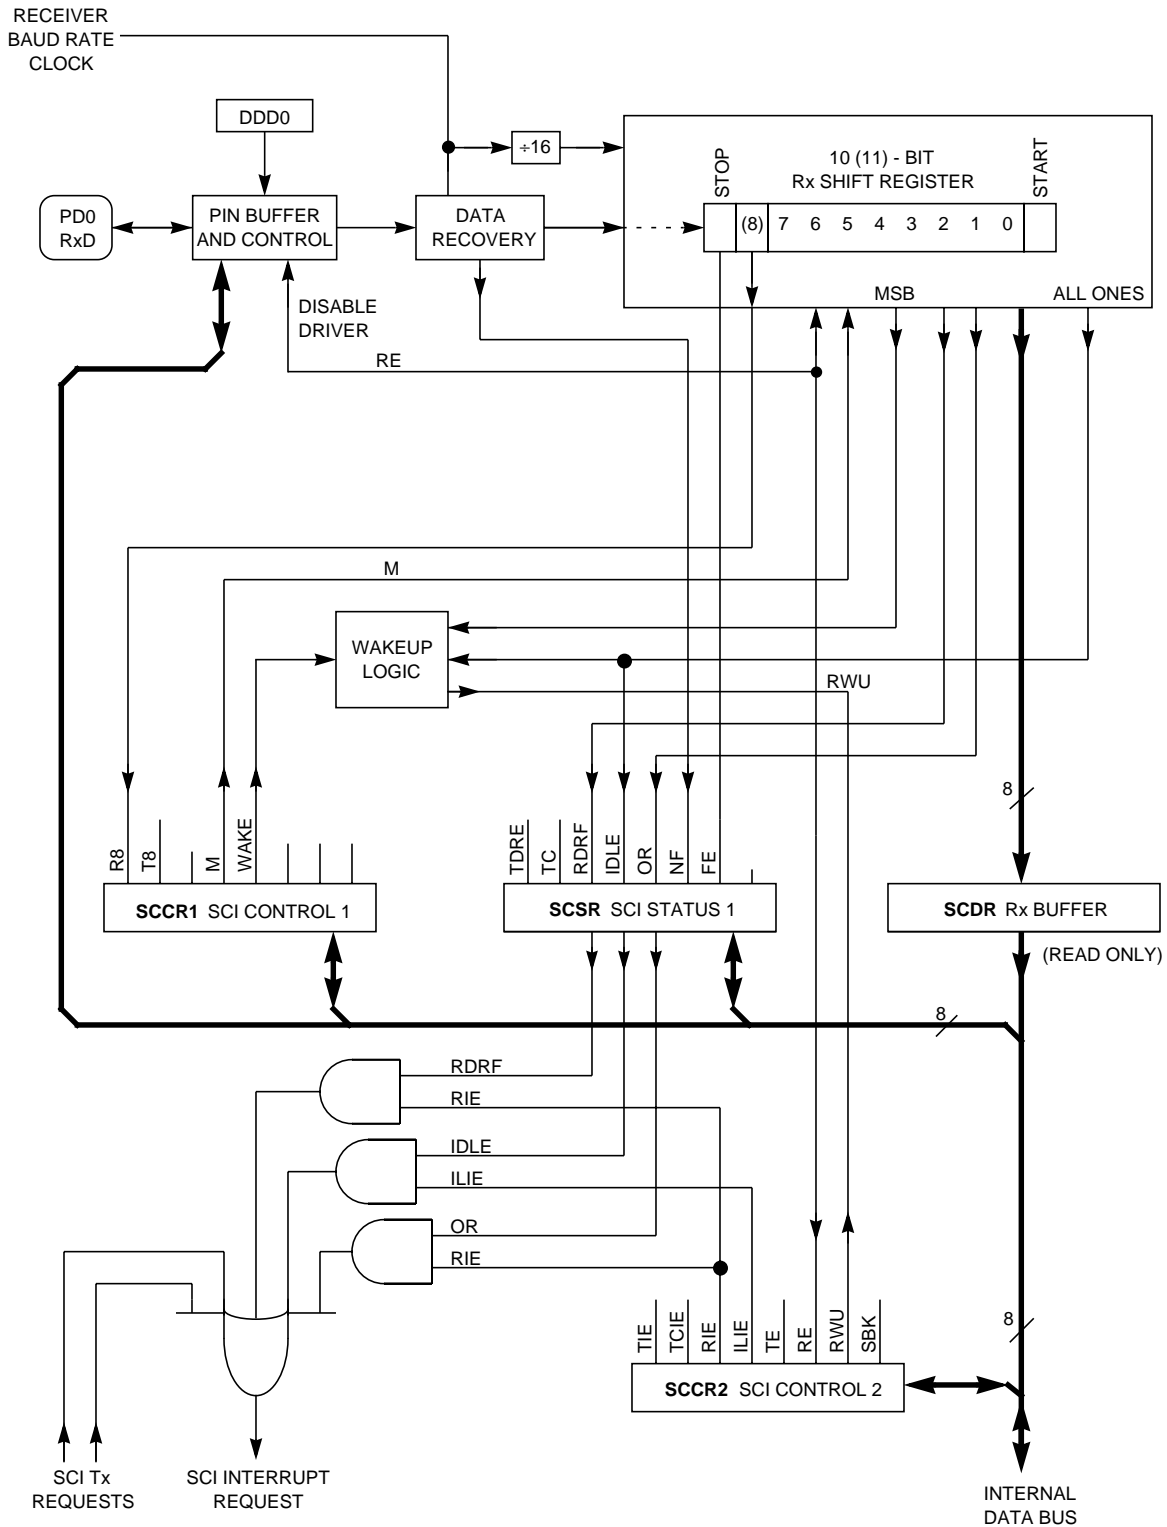 RECEIVER
BAUD RATE
CLOCK
DDD0
÷16
STOP
10 (11) - BIT
Rx SHIFT REGISTER
START
PD0
RxD
PIN BUFFER
AND CONTROL
DATA
RECOVERY
(8) 7 6 5 4 3 2 1 0
MSB
ALL ONES
DISABLE
DRIVER
RE
M
WAKEUP
LOGIC
RWU
8
R8
T8
M
WAKE
TDRE
TC
RDRF
IDLE
OR
NF
FE
SCCR1 SCI CONTROL 1
SCSR SCI STATUS 1
SCDR Rx BUFFER
(READ ONLY)
8
RDRF
RIE
IDLE
ILIE
OR
RIE
8
TIE
TCIE
RIE
ILIE
TE
RE
RWU
SBK
SCCR2 SCI CONTROL 2
SCI Tx
REQUESTS
SCI INTERRUPT
REQUEST
INTERNAL
DATA BUS